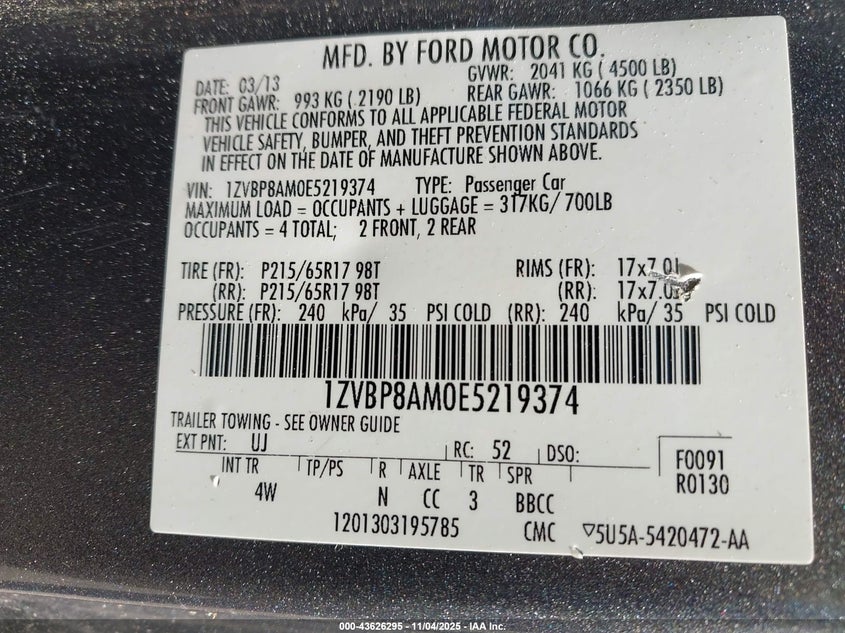 MFD. BY FORD MOTOR CO.
DATE: 03/13 GVWR: 2041 KG ( 4500 LB)
FRONT GAWR: 993 KG ( 2190 LB) REAR GAWR: 1066 KG ( 2350 LB)
THIS VEHICLE CONFORMS TO ALL APPLICABLE FEDERAL MOTOR
VEHICLE SAFETY, BUMPER, AND THEFT PREVENTION STANDARDS
IN EFFECT ON THE DATE OF MANUFACTURE SHOWN ABOVE.
VIN: 1ZVBP8AM0E5219374 TYPE: Passenger Car
MAXIMUM LOAD = OCCUPANTS + LUGGAGE = 317KG/ 700LB
OCCUPANTS = 4 TOTAL; 2 FRONT, 2 REAR
TIRE (FR): P215/65R17 98T RIMS (FR): 17x7.0J
(RR): P215/65R17 98T (RR): 17x7.0J
PRESSURE (FR): 240 kPa/ 35 PSI COLD (RR): 240 kPa/ 35 PSI COLD
1ZVBP8AM0E5219374
TRAILER TOWING - SEE OWNER GUIDE
EXT PNT: UJ RC: 52 DSO: F0091
INT TR TP/PS R AXLE TR SPR R0130
4W N CC 3 BBCC
1201303195785 CMC ▽5U5A-5420472-AA
000-43626295 - 11/04/2025 - IAA Inc.